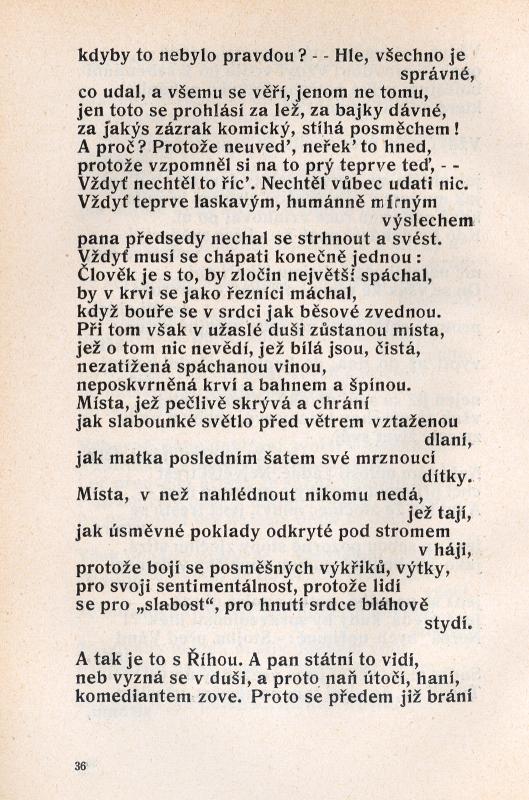 kdyby to nebylo pravdou? - - Hle, všechno je
správné,
co udal, a všemu se věří, jenom ne tomu,
jen toto se prohlásí za lež, za bajky dávné,
za jakýs zázrak komický, stíhá posměchem!
A proč? Protože neuveď, neřek' to hned,
protože vzpomněl si na to prý teprve teď, - -
Vždyť nechtěl to říc'. Nechtěl vůbec udati nic.
Vždyť teprve laskavým, humánně mírným
výslechem
pana předsedy nechal se strhnout a svést.
Vždyť musí se chápati konečně jednou:
Člověk je s to, by zločin největší spáchal,
by v krvi se jako řezníci máchal,
když bouře se v srdci jak běsové zvednou.
Při tom však v užaslé duši zůstanou místa,
jež o tom nic nevědí, jež bílá jsou, čistá,
nezatížená spáchanou vinou,
neposkvrněná krví a bahnem a špínou.
Místa, jež pečlivě skrývá a chrání
jak slabounké světlo před větrem vztaženou
dlaní,
jak matka posledním šatem své mrznoucí
dítky.
Místa, v než nahlédnout nikomu nedá,
jež tají,
jak úsměvné poklady odkryté pod stromem
v háji,
protože bojí se posměšných výkřiků, výtky,
pro svoji sentimentálnost, protože lidí
se pro „slabost“, pro hnutí srdce bláhově
stydí.
A tak je to s Říhou. A pan státní to vidí,
neb vyzná se v duši, a proto naň útočí, haní,
komediantem zove. Proto se předem již brání
36